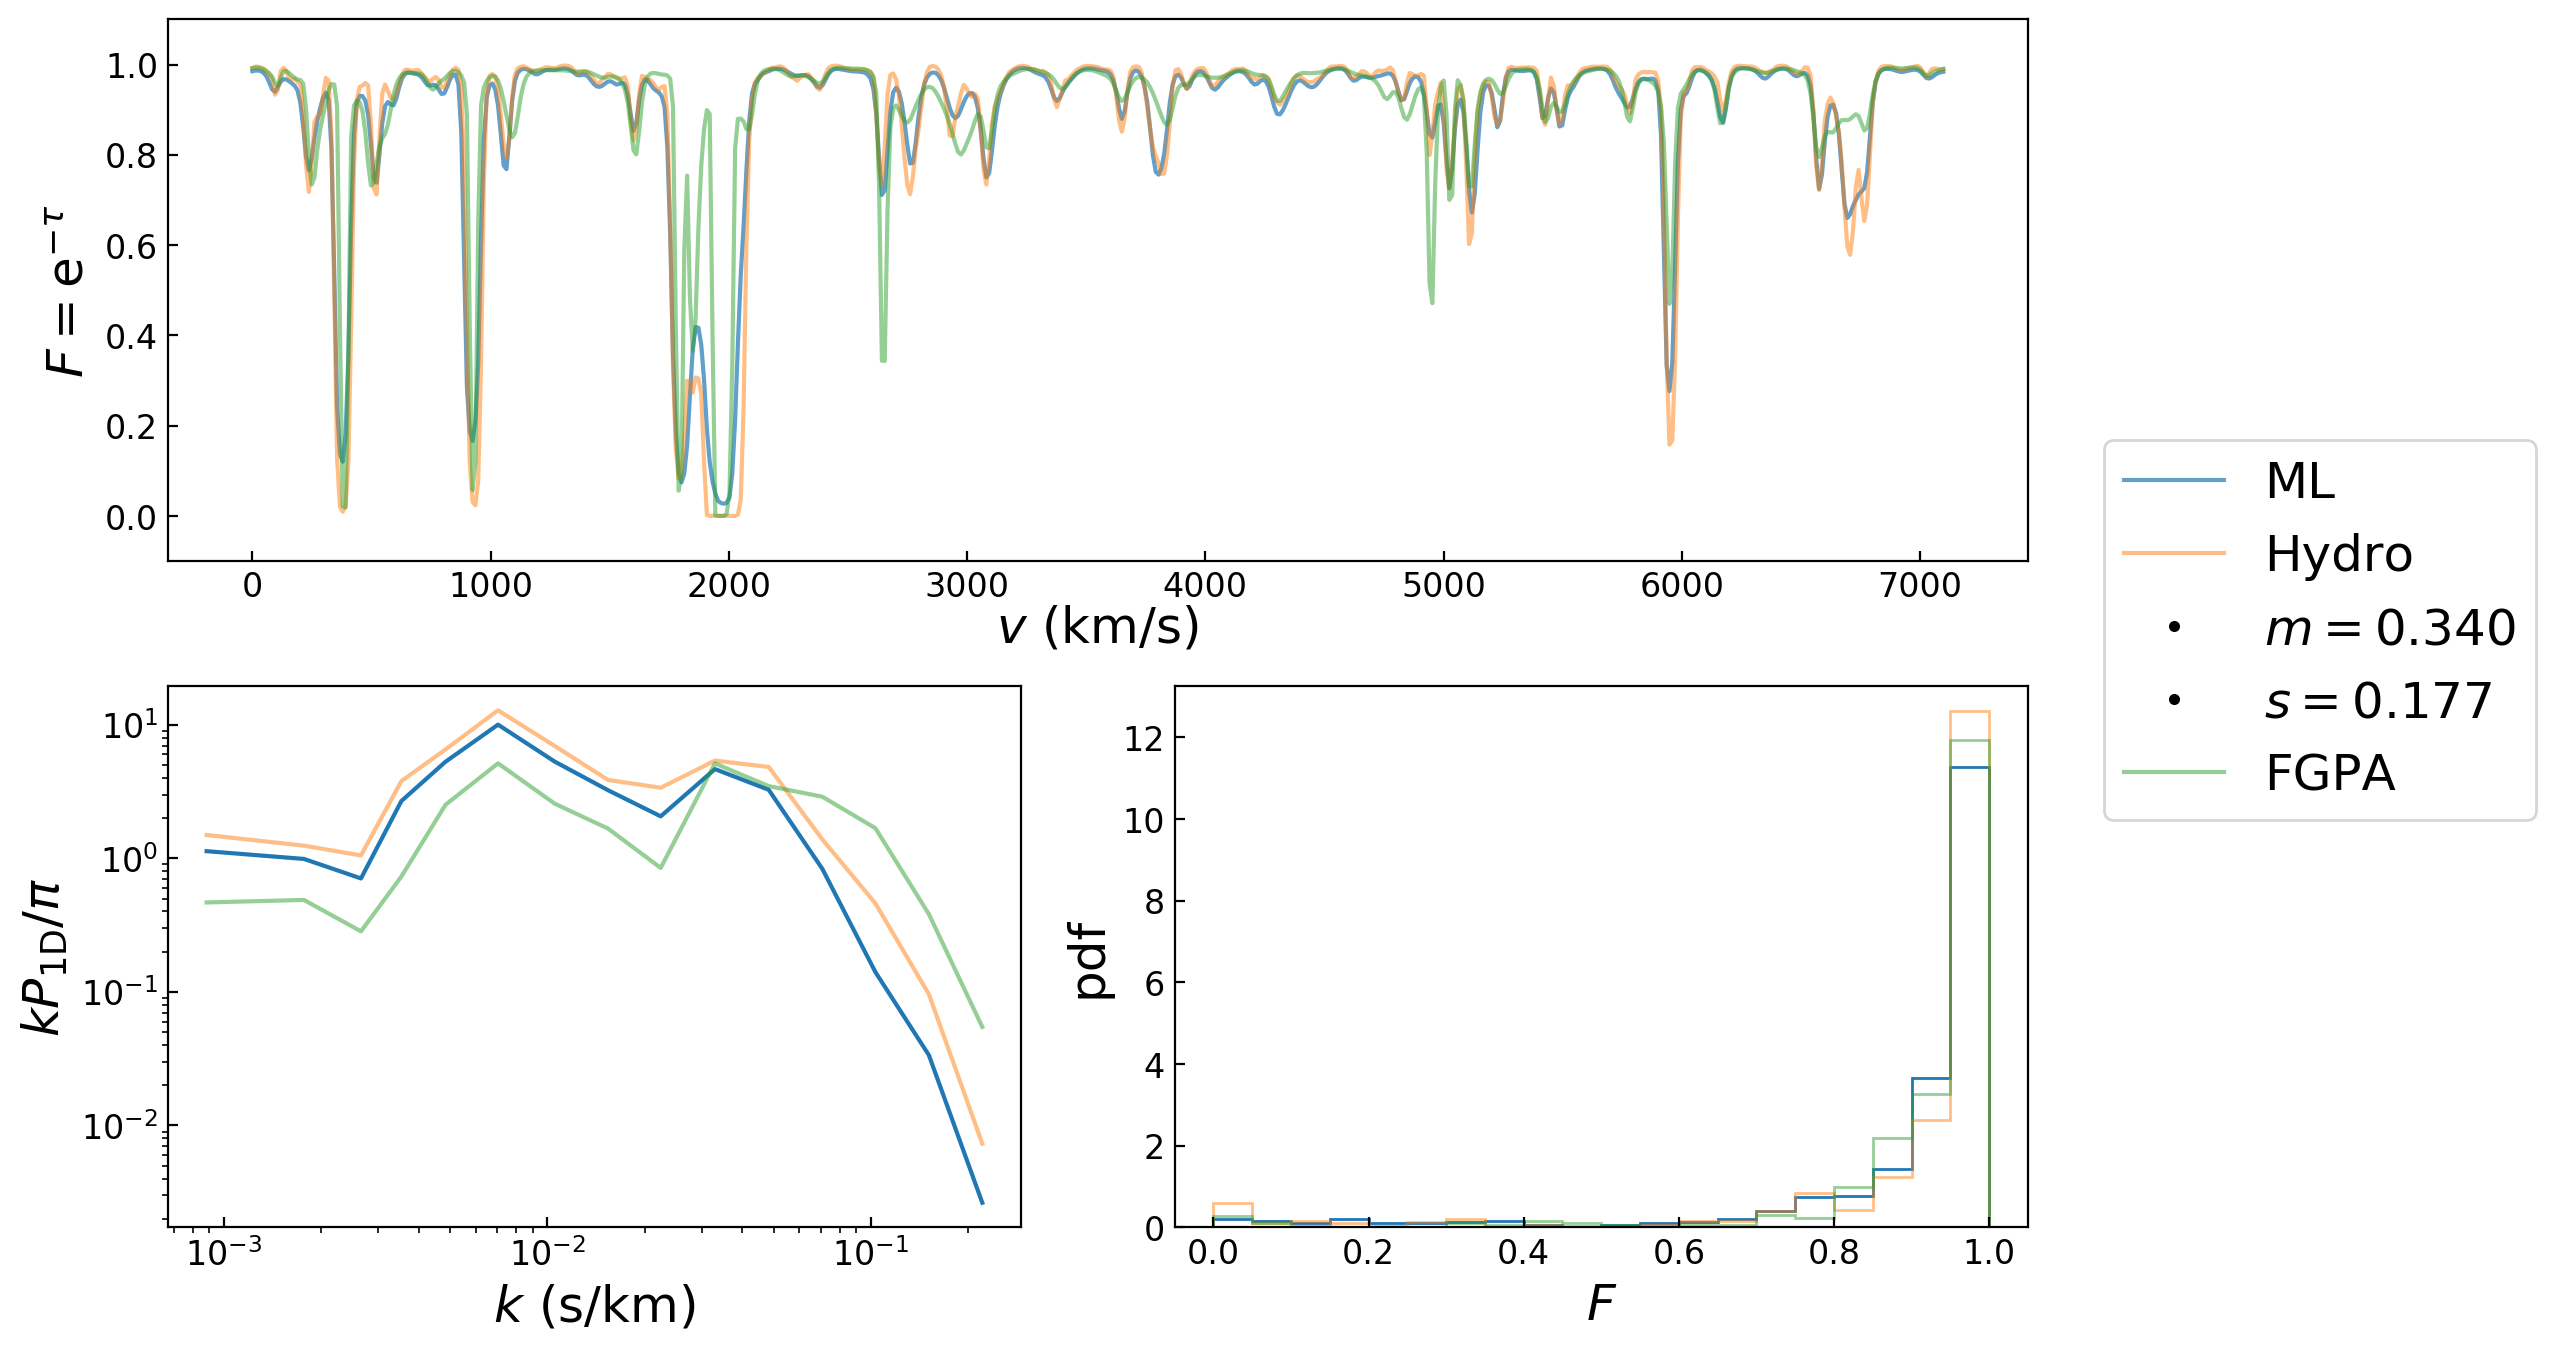 1.0
0.8
0.6
0.4
0.2
0.0
F = e^{-τ}
0 1000 2000 3000 4000 5000 6000 7000
v (km/s)
ML
Hydro
m = 0.340
s = 0.177
FGPA
10^1
10^0
10^{-1}
10^{-2}
kP_{1D}/π
10^{-3} 10^{-2} 10^{-1}
k (s/km)
12
10
8
6
4
2
0
pdf
0.0 0.2 0.4 0.6 0.8 1.0
F